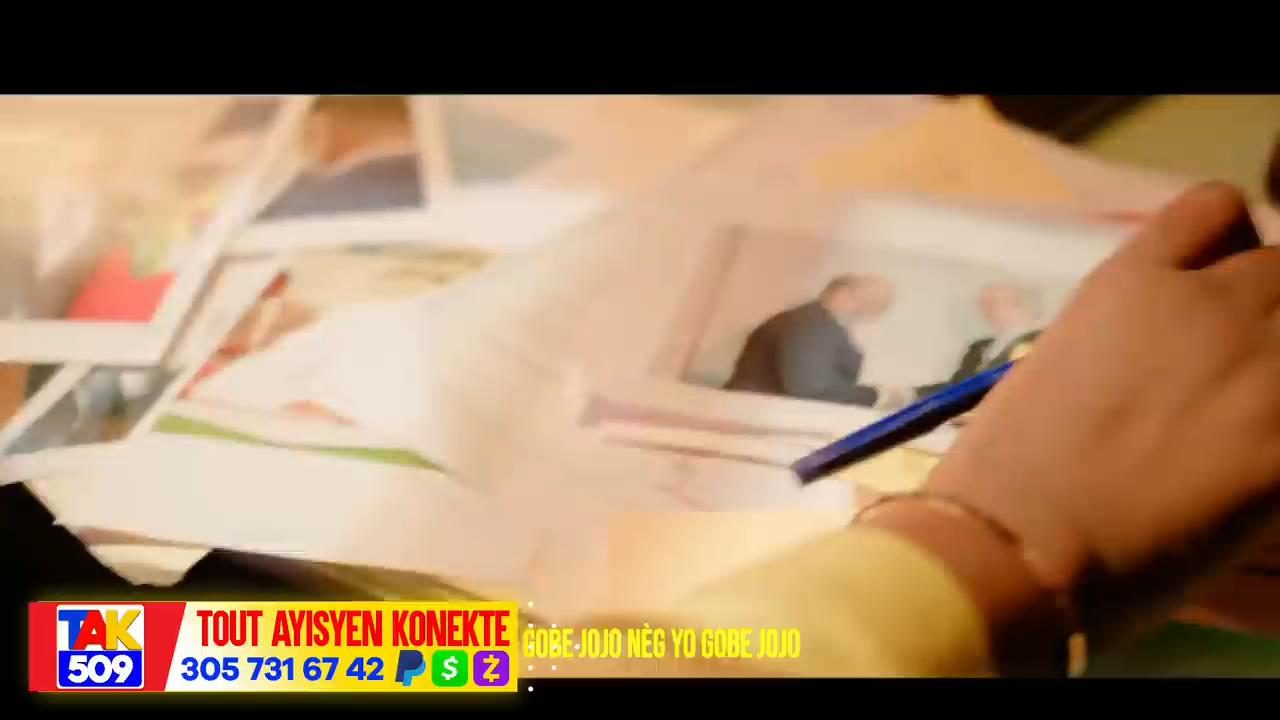 TAK
509
TOUT AYISYEN KONEKTE
305 731 67 42
GOBE JOJO NÈG YO GOBE JOJO